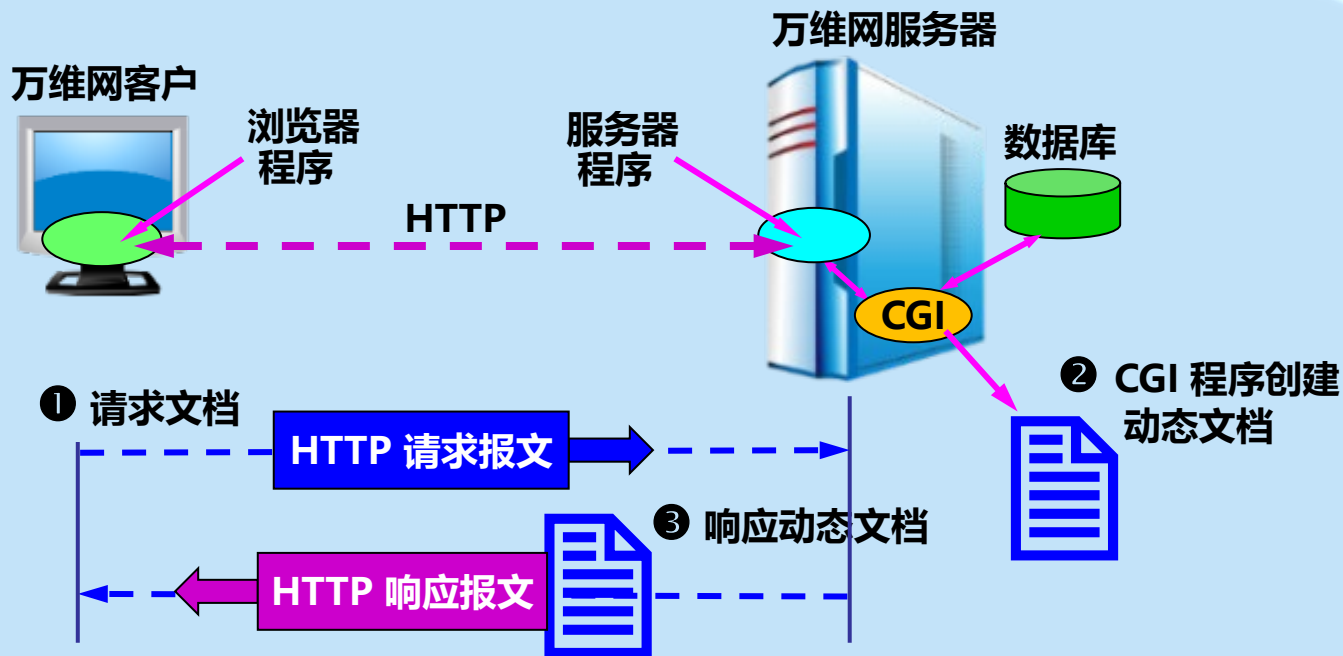 万维网服务器
万维网客户
浏览器
程序
服务器
程序
数据库
HTTP
CGI
❶ 请求文档
❷ CGI 程序创建
动态文档
HTTP 请求报文
❸ 响应动态文档
HTTP 响应报文